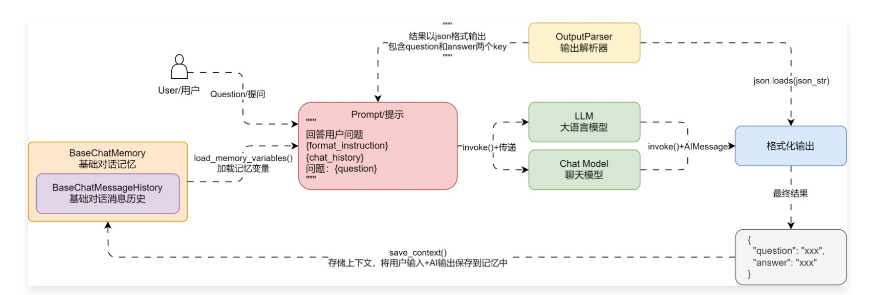 """
结果以json格式输出
包含question和answer两个key
"""
OutputParser
输出解析器
json.loads(json_str)
User/用户
Question/提问
Prompt/提示
"""
回答用户问题
{format_instruction}
{chat_history}
问题：{question}
"""
BaseChatMemory
基础对话记忆
BaseChatMessageHistory
基础对话消息历史
load_memory_variables()
加载记忆变量
invoke()+传递
LLM
大语言模型
Chat Model
聊天模型
invoke()+AIMessage
格式化输出
最终结果
{
"question": "xxx",
"answer": "xxx"
}
save_context()
存储上下文，将用户输入+AI输出保存到记忆中